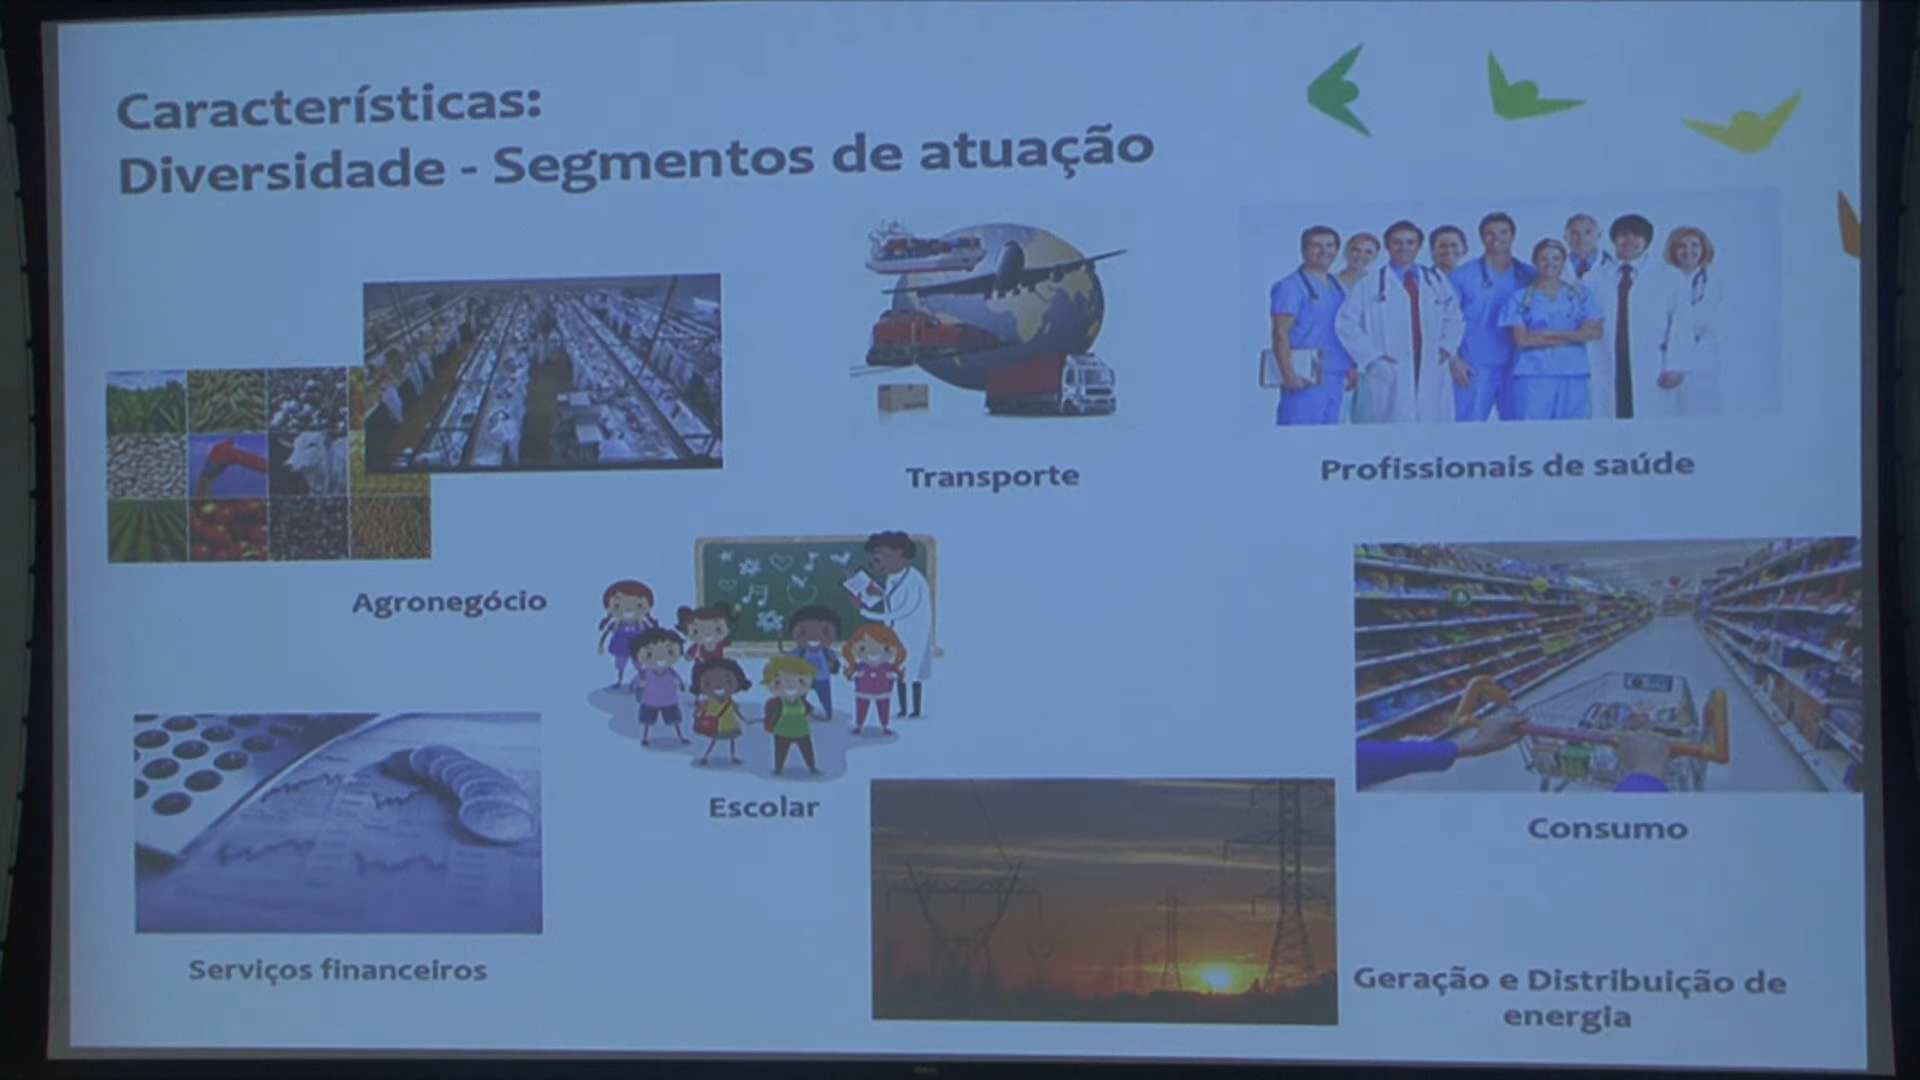 Características:
Diversidade - Segmentos de atuação
Transporte
Profissionais de saúde
Agronegócio
Escolar
Consumo
Serviços financeiros
Geração e Distribuição de
energia